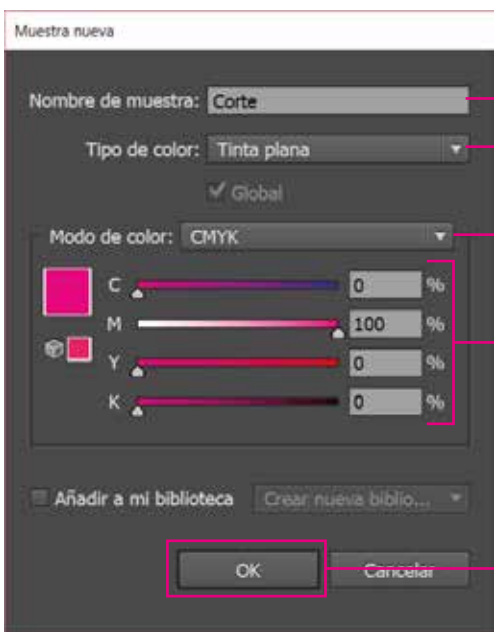 Muestra nueva
Nombre de muestra: Corte
Tipo de color: Tinta plana
Global
Modo de color: CMYK
C 0 %
M 100 %
Y 0 %
K 0 %
Añadir a mi biblioteca Crear nueva biblio...
OK Cancelar